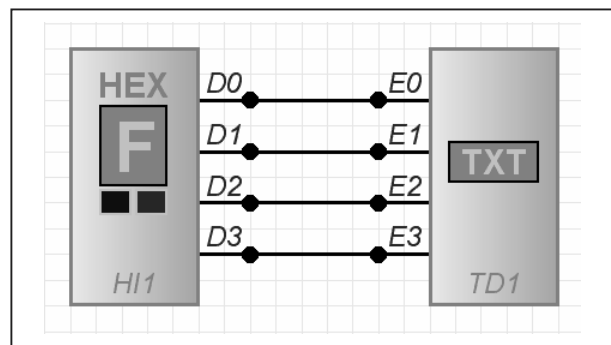 HEX
F
D0 E0
D1 E1
TXT
D2 E2
D3 E3
HI1 TD1